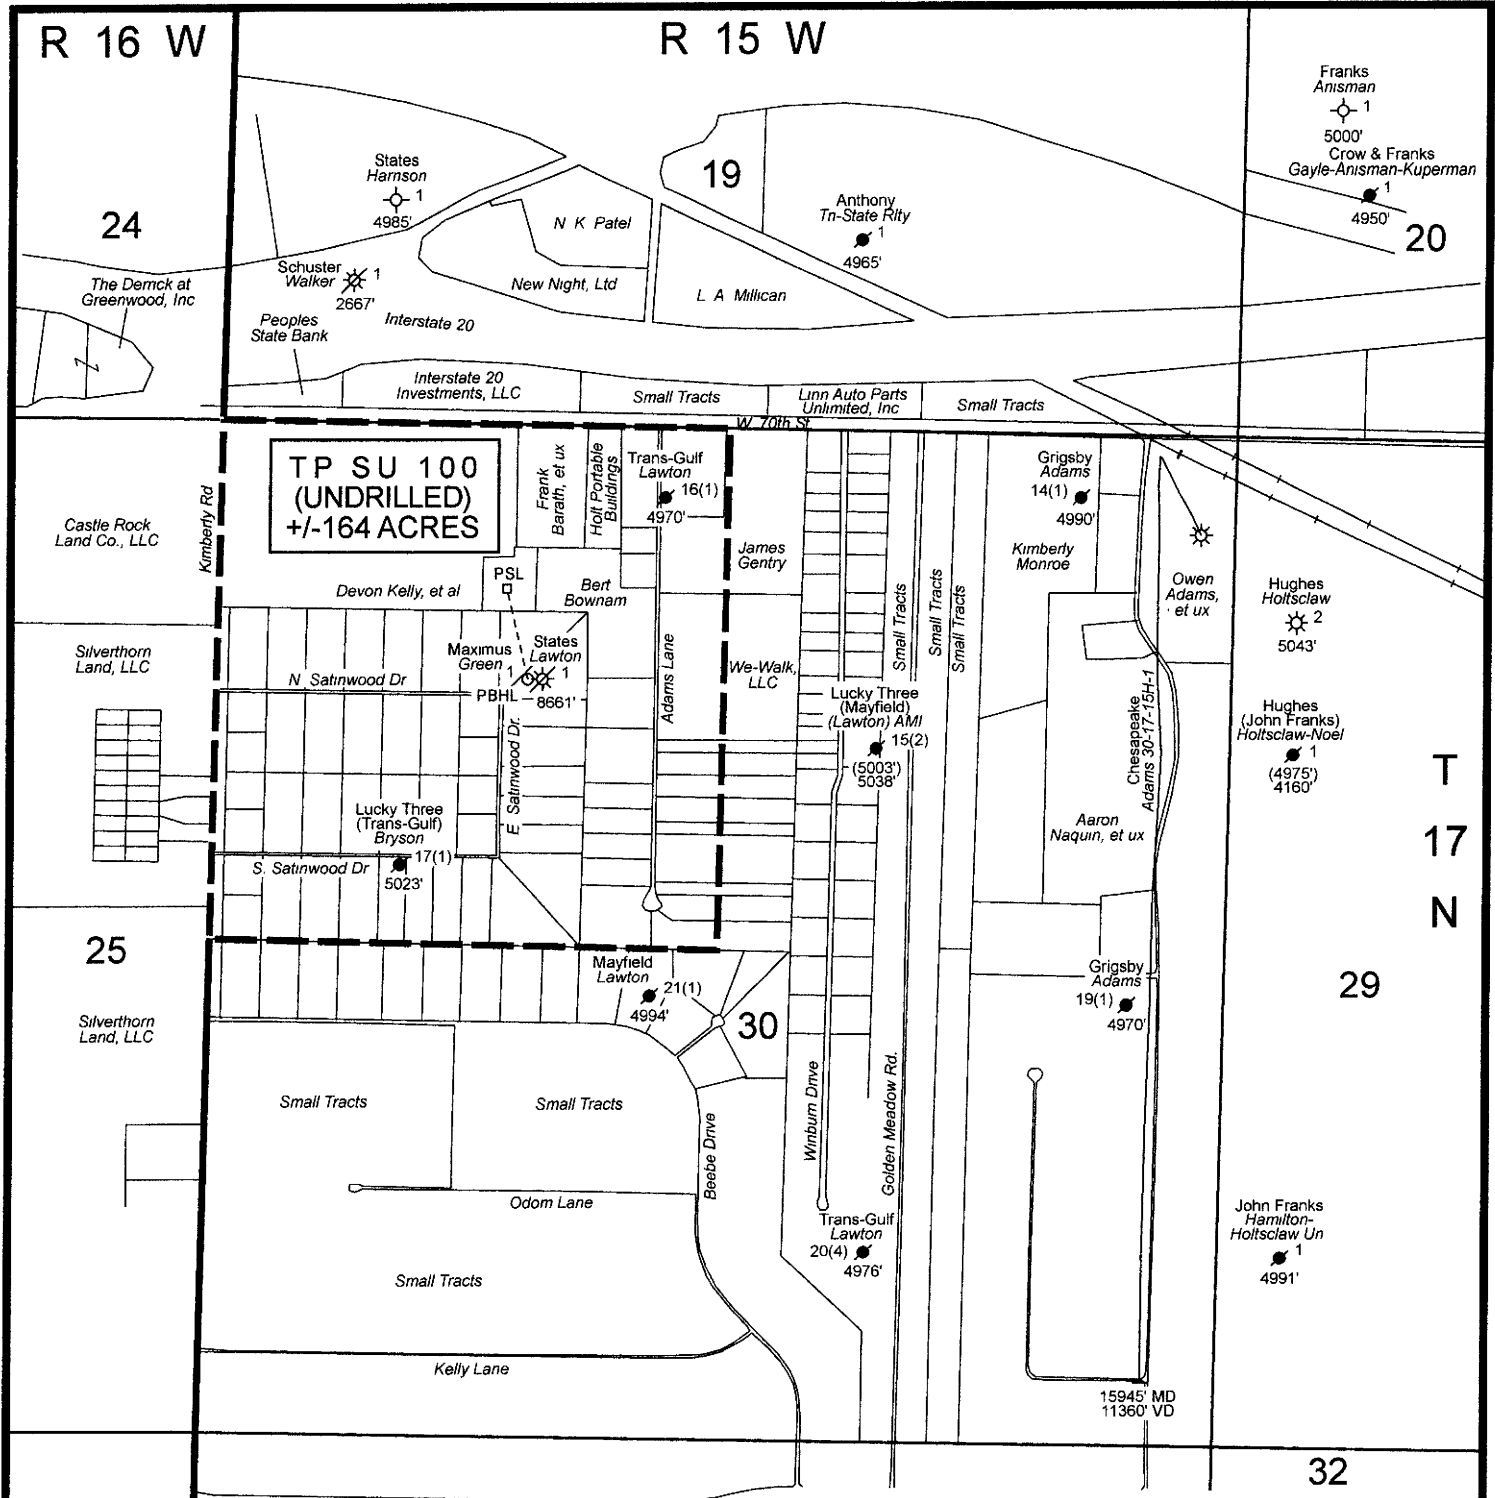 R 16 W
R 15 W
Franks
Anisman
1
5000'
Crow & Franks
Gayle-Anisman-Kuperman
1
4950'
20
States
Harnson
1
4985'
24
19
N K Patel
Anthony
Tri-State Rlty
1
4965'
Schuster
Walker
1
2667'
New Night, Ltd
L A Millican
The Derrick at
Greenwood, Inc
Peoples
State Bank
Interstate 20
Z
Interstate 20
Investments, LLC
Small Tracts
Linn Auto Parts
Unlimited, Inc
Small Tracts
W 70th St
TP SU 100
(UNDRILLED)
+/-164 ACRES
Frank
Barath, et ux
Holt Portable
Buildings
Trans-Gulf
Lawton
16(1)
4970'
Grigsby
Adams
14(1)
4990'
Castle Rock
Land Co., LLC
Kimberly Rd
James
Gentry
Kimberly
Monroe
Devon Kelly, et al
PSL
Bert
Bownam
Owen
Adams,
et ux
Hughes
Holtsclaw
2
5043'
Small Tracts
Small Tracts
Small Tracts
Silverthorn
Land, LLC
Maximus
Green
1
States
Lawton
1
8661'
PBHL
N Satinwood Dr
Adams Lane
We-Walk,
LLC
Lucky Three
(Mayfield)
(Lawton) AMI
15(2)
(5003')
5038'
Chesapeake
Adams 30-17-15H-1
Hughes
(John Franks)
Holtsclaw-Noel
1
(4975')
4160'
T
17
N
E Satinwood Dr.
Lucky Three
(Trans-Gulf)
Bryson
17(1)
5023'
S. Satinwood Dr
Aaron
Naquin, et ux
25
Mayfield
Lawton
21(1)
4994'
30
Grigsby
Adams
19(1)
4970'
29
Silverthorn
Land, LLC
Small Tracts
Small Tracts
Beebe Drive
Winburn Drive
Golden Meadow Rd.
Odom Lane
Trans-Gulf
Lawton
20(4)
4976'
John Franks
Hamilton-
Holtsclaw Un
1
4991'
Small Tracts
Kelly Lane
15945' MD
11360' VD
32